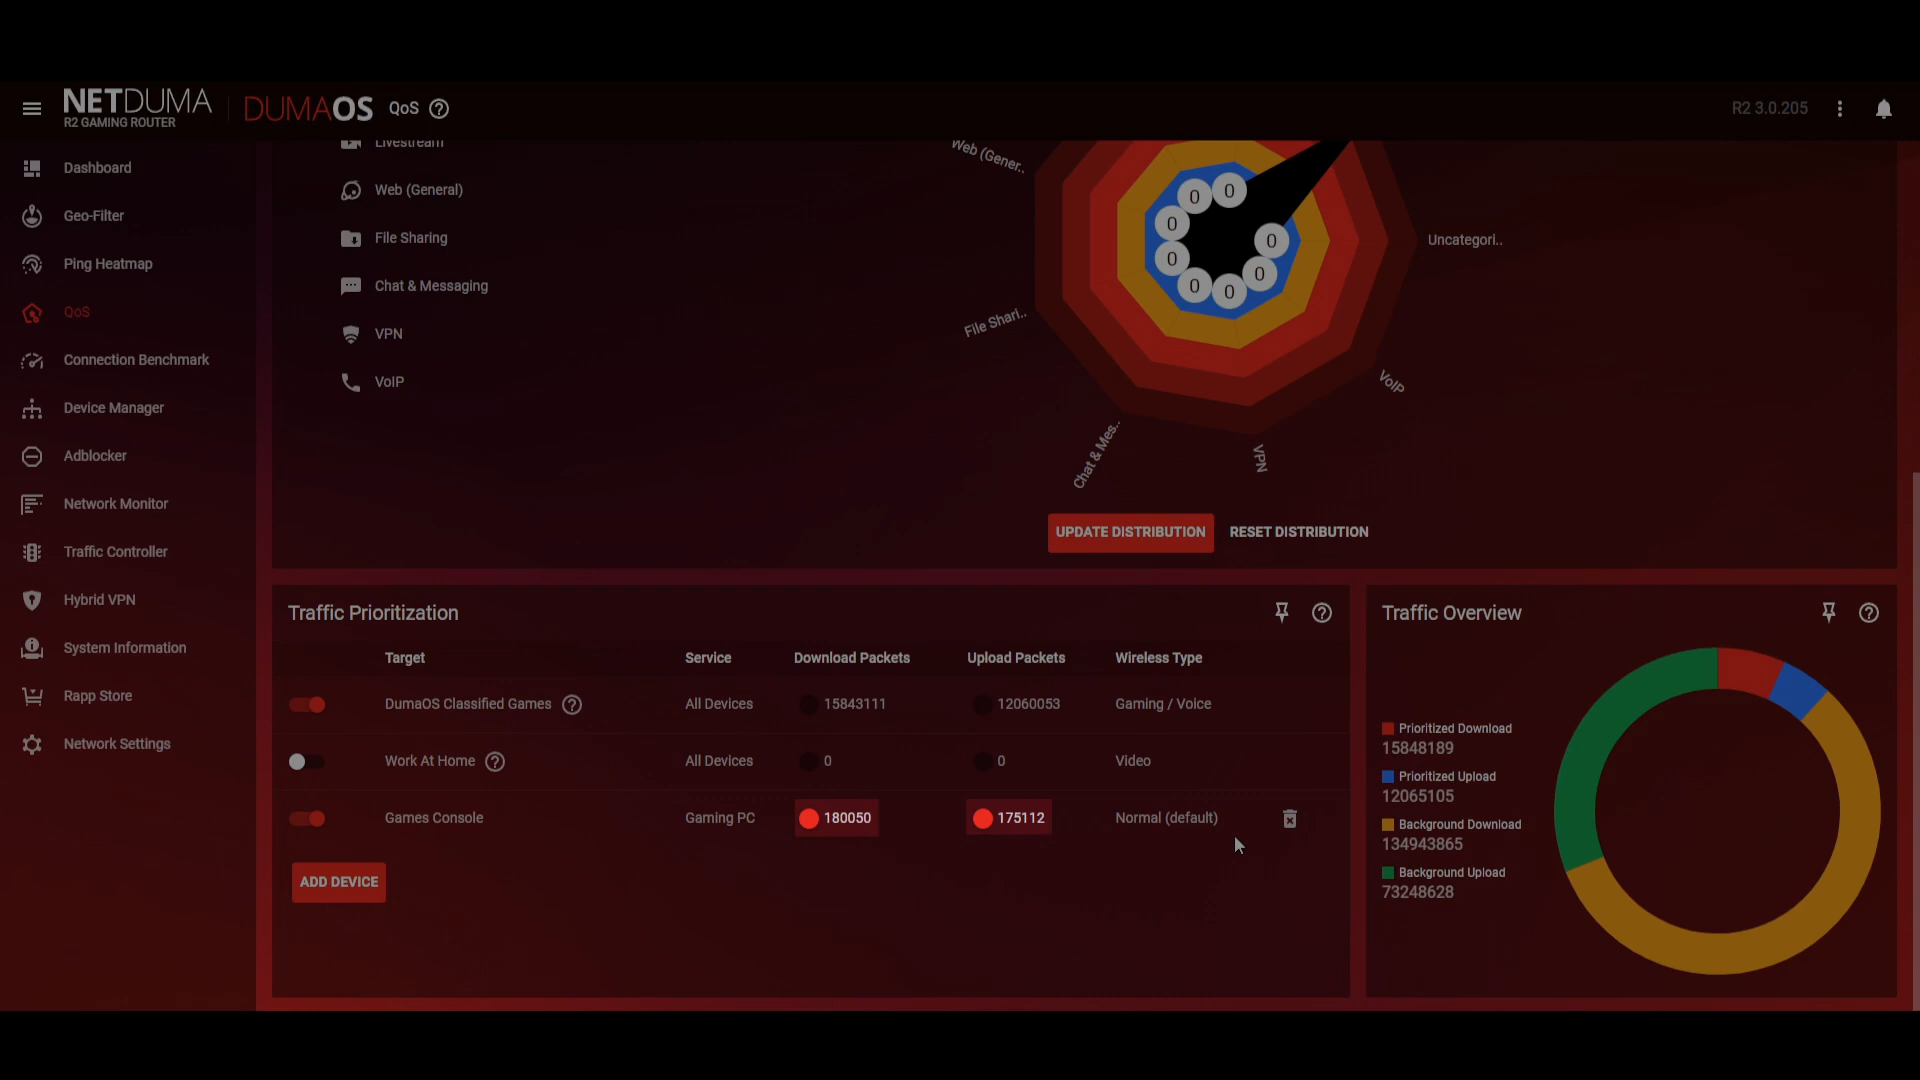 NETDUMA
R2 GAMING ROUTER
DUMAOS
QoS
R2 3.0.205
Dashboard
Geo-Filter
Ping Heatmap
QoS
Connection Benchmark
Device Manager
Adblocker
Network Monitor
Traffic Controller
Hybrid VPN
System Information
Rapp Store
Network Settings
Livestream
Web (General)
File Sharing
Chat & Messaging
VPN
VoIP
Web (Gener..
File Shari..
Chat & Mes..
VPN
VoIP
Uncategori..
0
0
0
0
0
0
0
0
UPDATE DISTRIBUTION RESET DISTRIBUTION
Traffic Prioritization
Target Service Download Packets Upload Packets Wireless Type
DumaOS Classified Games All Devices 15843111 12060053 Gaming / Voice
Work At Home All Devices 0 0 Video
Games Console Gaming PC 180050 175112 Normal (default)
ADD DEVICE
Traffic Overview
Prioritized Download
15848189
Prioritized Upload
12065105
Background Download
134943865
Background Upload
73248628